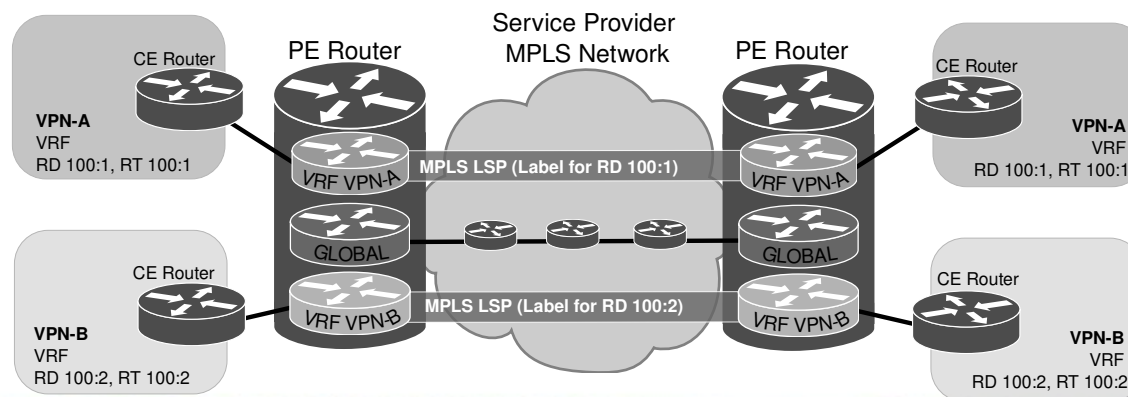 Service Provider
MPLS Network
PE Router
PE Router
CE Router
VPN-A
VRF
RD 100:1, RT 100:1
CE Router
VPN-A
VRF
RD 100:1, RT 100:1
VRF VPN-A
MPLS LSP (Label for RD 100:1)
VRF VPN-A
GLOBAL
GLOBAL
CE Router
VPN-B
VRF
RD 100:2, RT 100:2
VRF VPN-B
MPLS LSP (Label for RD 100:2)
VRF VPN-B
CE Router
VPN-B
VRF
RD 100:2, RT 100:2